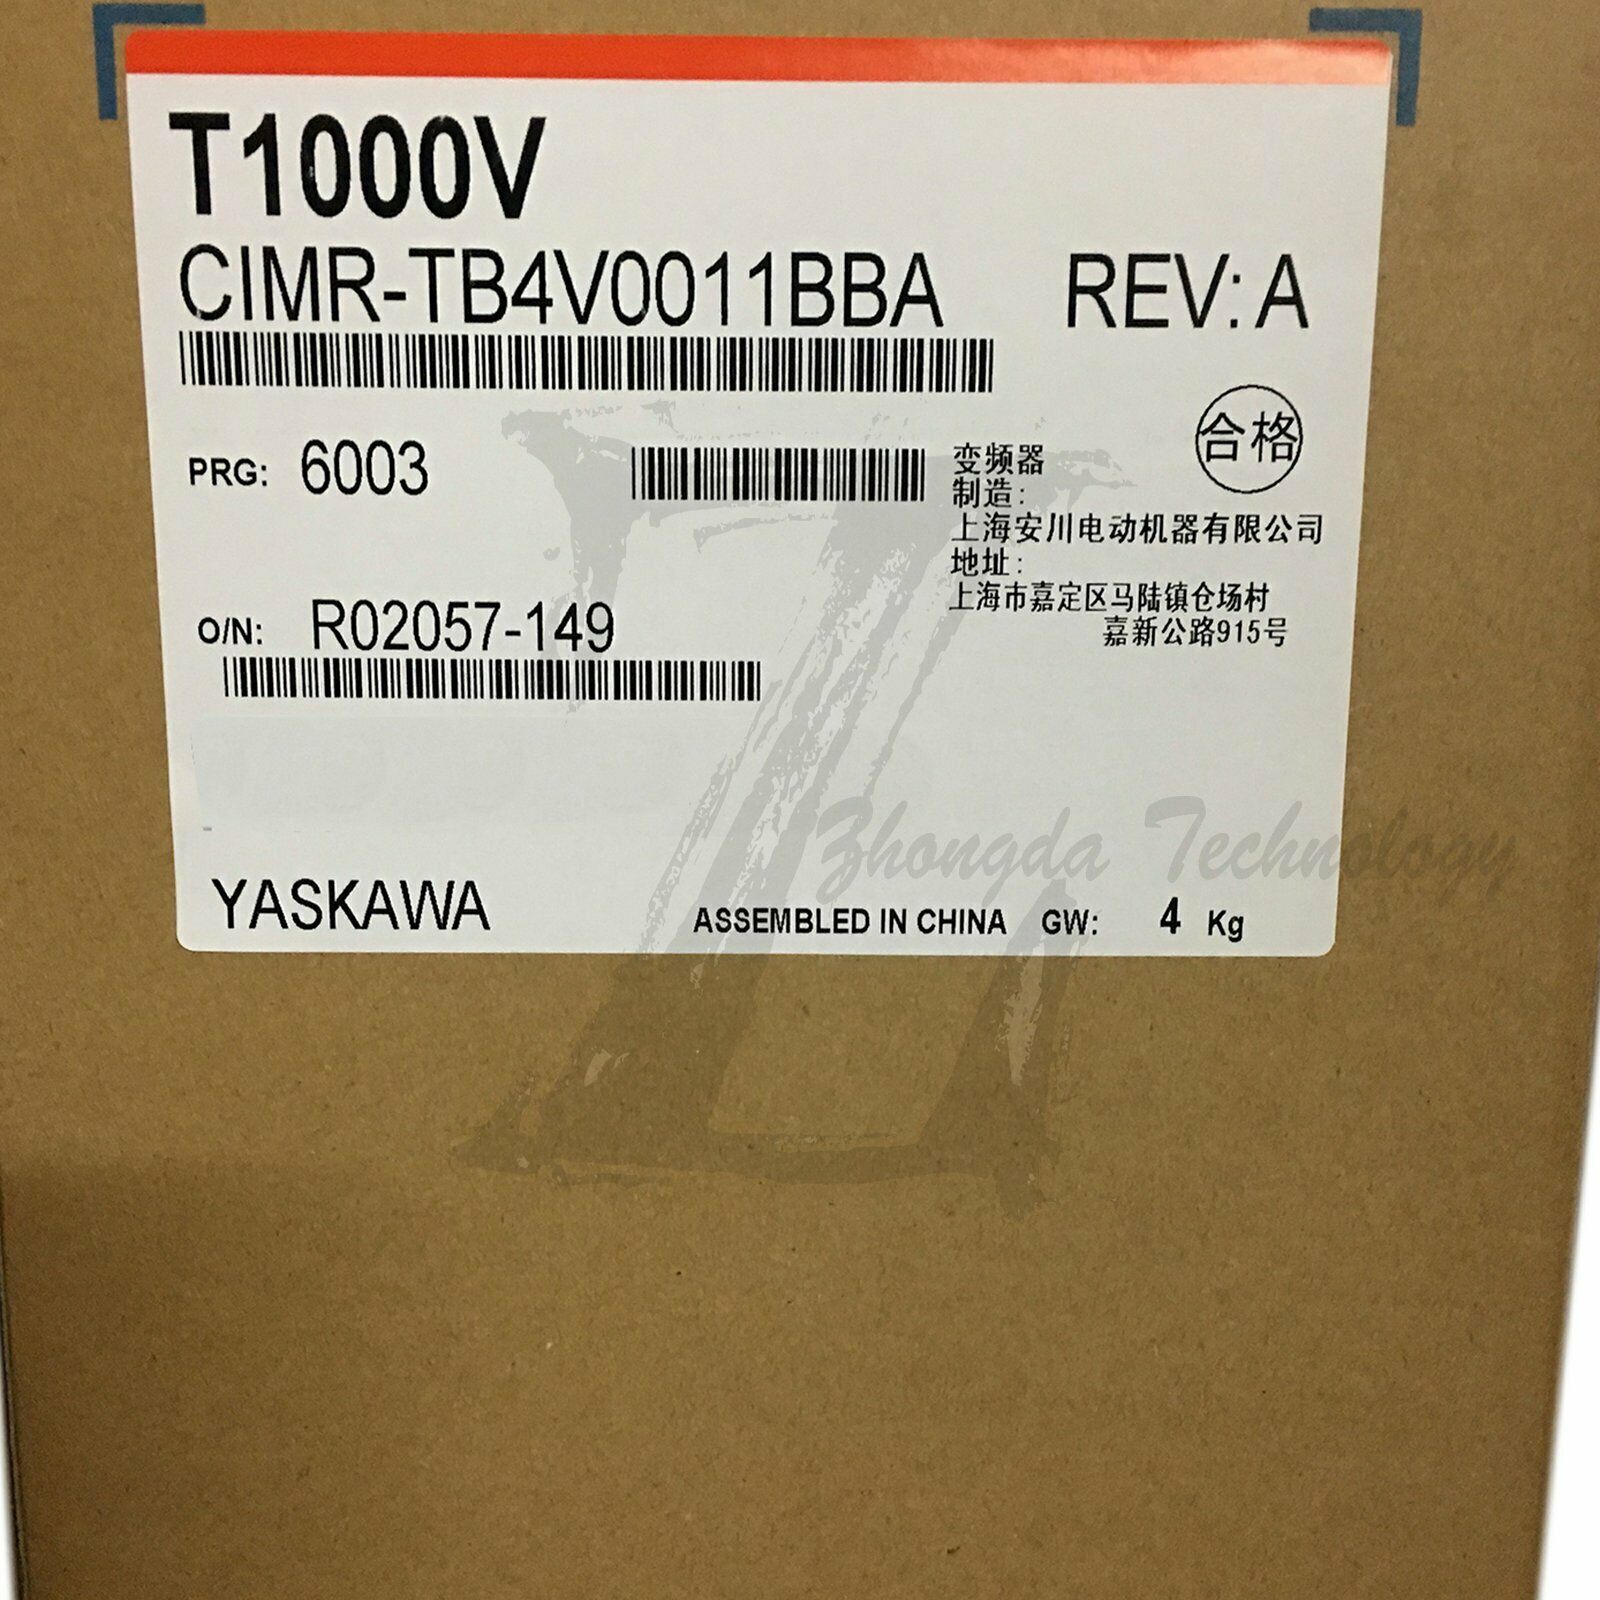 T1000V
CIMR-TB4V0011BBA REV: A
合格
PRG: 6003
变频器
制造:
上海安川电动机器有限公司
地址:
上海市嘉定区马陆镇仓场村
嘉新公路915号
O/N: R02057-149
Zhongda Technology
YASKAWA ASSEMBLED IN CHINA GW: 4 Kg